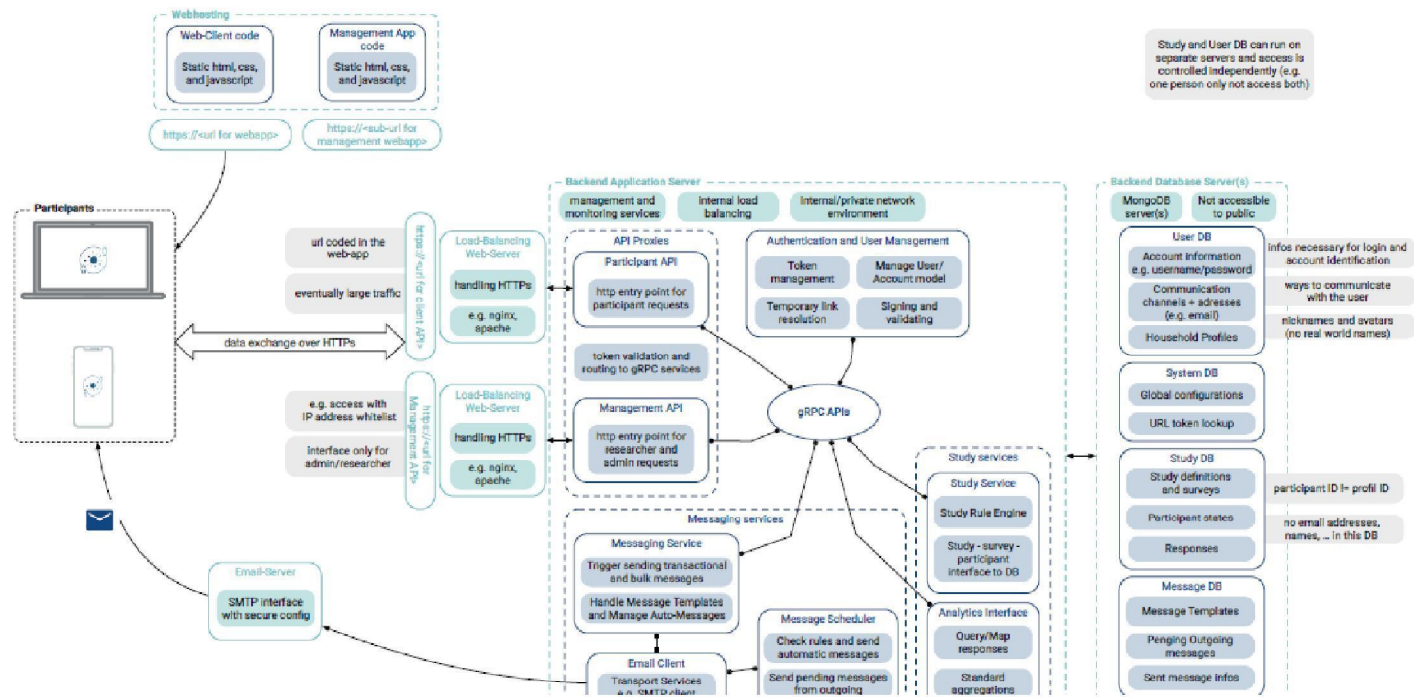 Webhosting
Web-Client code
Static html, css,
and javascript
Management App
code
Static html, css,
and javascript
https://<url for webapp>
https://<sub-url for
management webapp>
Study and User DB can run on
separate servers and access is
controlled independently (e.g.
one person only not access both)
Participants
data exchange over HTTPs
url coded in the
web-app
eventually large traffic
https://<url for client API>
Load-Balancing
Web-Server
handling HTTPs
e.g. nginx,
apache
e.g. access with
IP address whitelist
interface only for
admin/researcher
https://<url for
Management API>
Load-Balancing
Web-Server
handling HTTPs
e.g. nginx,
apache
Backend Application Server
management and
monitoring services
internal load
balancing
internal/private network
environment
API Proxies
Participant API
http entry point for
participant requests
token validation and
routing to gRPC services
Management API
http entry point for
researcher and
admin requests
Authentication and User Management
Token
management
Manage User/
Account model
Temporary link
resolution
Signing and
validating
gRPC APIs
Messaging services
Messaging Service
Trigger sending transactional
and bulk messages
Handle Message Templates
and Manage Auto-Messages
Message Scheduler
Check rules and send
automatic messages
Send pending messages
from outgoing
Email Client
Transport Services
e.g. SMTP client
Study services
Study Service
Study Rule Engine
Study - survey -
participant
interface to DB
Analytics Interface
Query/Map
responses
Standard
aggregations
Email-Server
SMTP interface
with secure config
Backend Database Server(s)
MongoDB
server(s)
Not accessible
to public
User DB
Account information
e.g. username/password
Communication
channels + adresses
(e.g. email)
Household Profiles
infos necessary for login and
account identification
ways to communicate
with the user
nicknames and avatars
(no real world names)
System DB
Global configurations
URL token lookup
Study DB
Study definitions
and surveys
Participant states
Responses
participant ID != profil ID
no email addresses,
names, ... in this DB
Message DB
Message Templates
Penging Outgoing
messages
Sent message infos